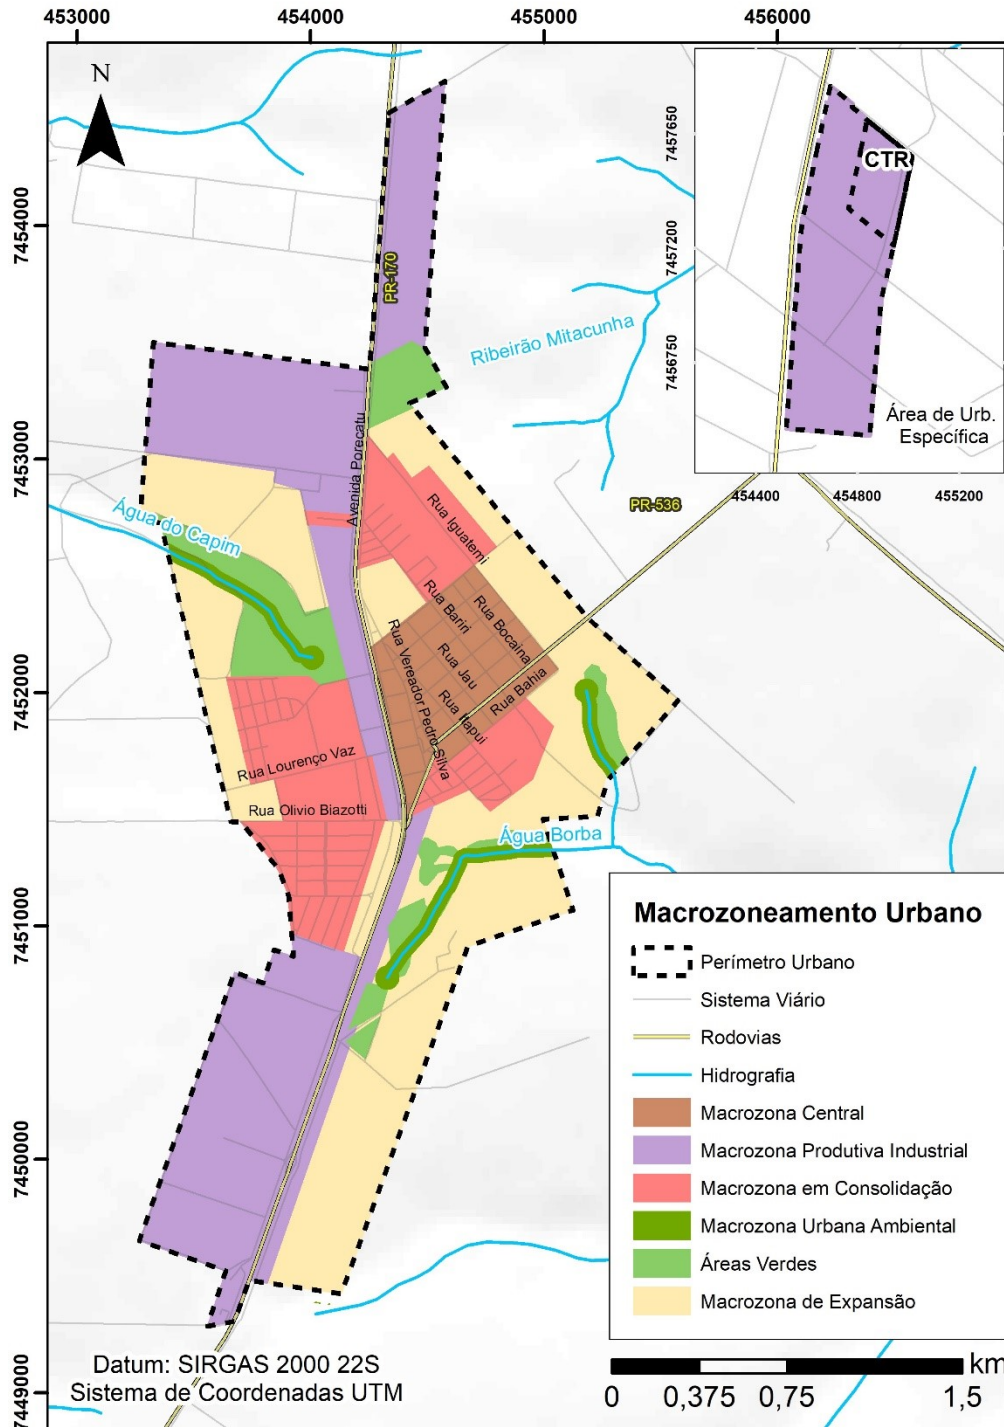 453000
454000
455000
456000
N
7454000
7453000
7452000
7451000
7450000
7449000
PR-170
Ribeirão Mitacunha
7457650
7457200
7456750
CTR
Área de Urb.
Específica
454400
454800
455200
PR-536
Avenida Porecatu
Água do Capim
Rua Iguatemi
Rua Bariri
Rua Bocaina
Rua Jau
Rua Vereador Pedro Silva
Rua Itapui
Rua Bahia
Rua Lourenço Vaz
Rua Olivio Biazotti
Água Borba
Macrozoneamento Urbano
Perímetro Urbano
Sistema Viário
Rodovias
Hidrografia
Macrozona Central
Macrozona Produtiva Industrial
Macrozona em Consolidação
Macrozona Urbana Ambiental
Áreas Verdes
Macrozona de Expansão
Datum: SIRGAS 2000 22S
Sistema de Coordenadas UTM
km
0 0,375 0,75 1,5